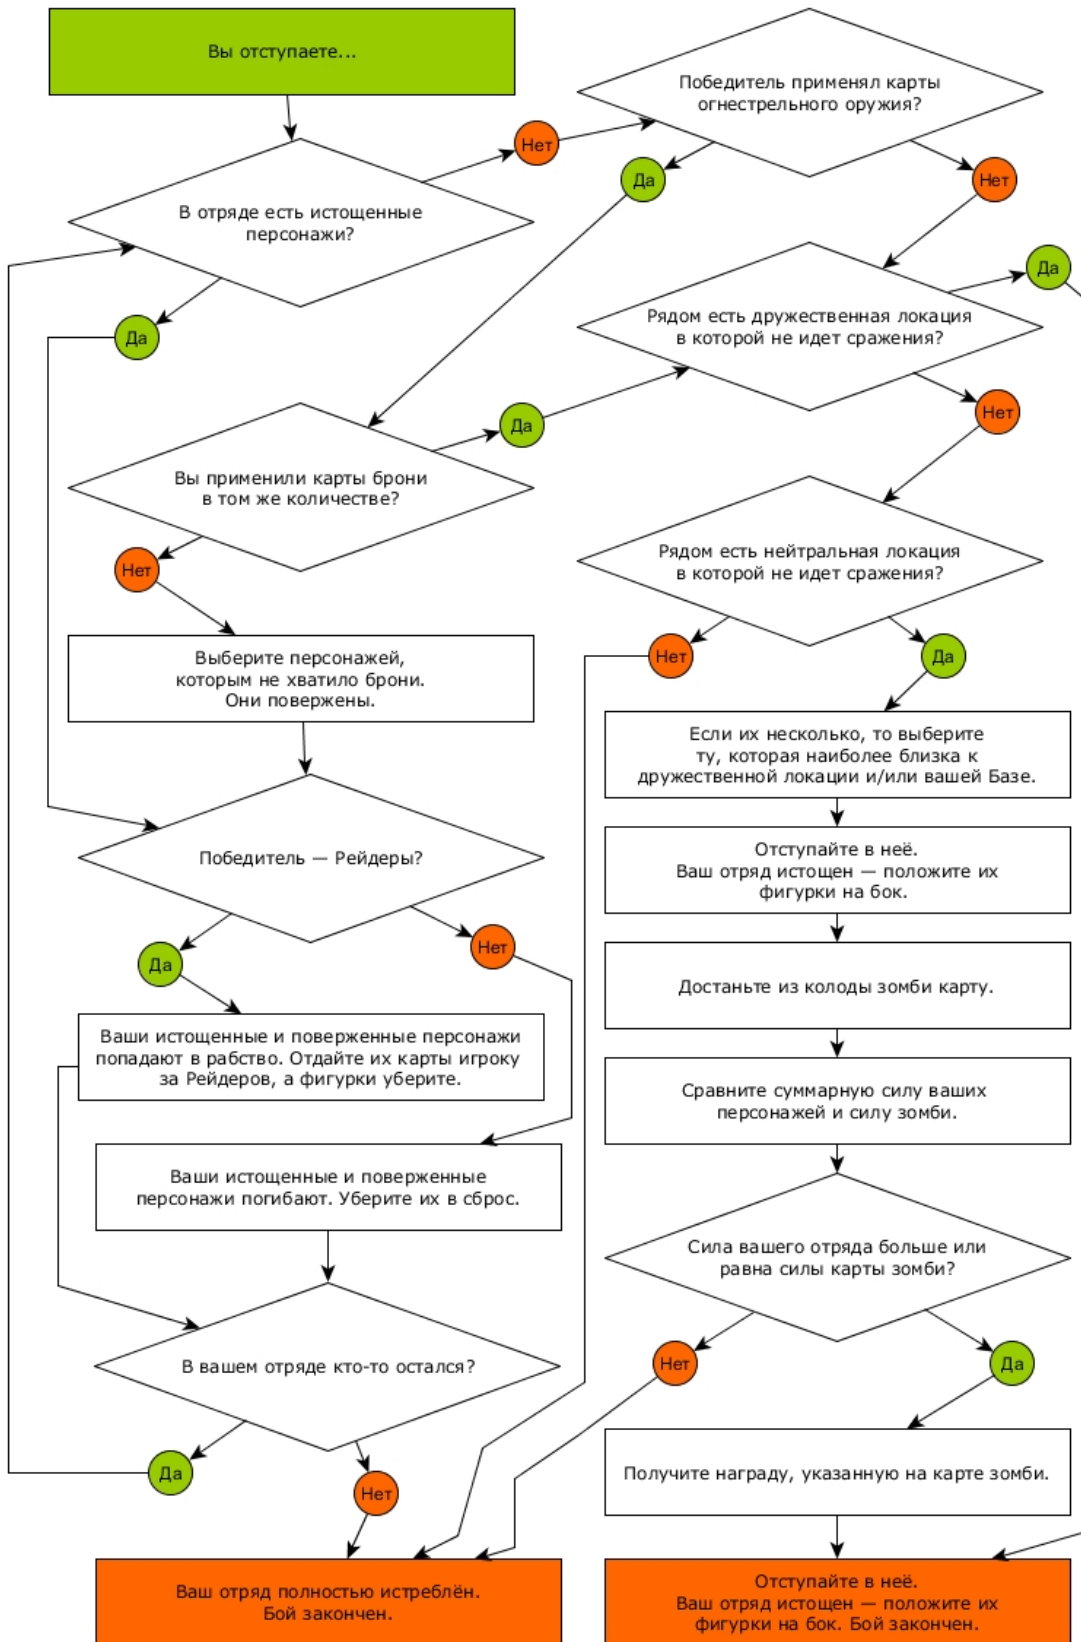 Вы отступаете...
Победитель применял карты
огнестрельного оружия?
Нет
Да
Нет
В отряде есть истощенные
персонажи?
Да
Да
Рядом есть дружественная локация
в которой не идет сражения?
Да
Нет
Вы применили карты брони
в том же количестве?
Нет
Рядом есть нейтральная локация
в которой не идет сражения?
Нет
Да
Выберите персонажей,
которым не хватило брони.
Они повержены.
Если их несколько, то выберите
ту, которая наиболее близка к
дружественной локации и/или вашей Базе.
Победитель — Рейдеры?
Отступайте в неё.
Ваш отряд истощен — положите их
фигурки на бок.
Да
Нет
Достаньте из колоды зомби карту.
Ваши истощенные и поверженные персонажи
попадают в рабство. Отдайте их карты игроку
за Рейдеров, а фигурки уберите.
Сравните суммарную силу ваших
персонажей и силу зомби.
Ваши истощенные и поверженные
персонажи погибают. Уберите их в сброс.
Сила вашего отряда больше или
равна силы карты зомби?
В вашем отряде кто-то остался?
Нет
Да
Да
Нет
Получите награду, указанную на карте зомби.
Ваш отряд полностью истреблён.
Бой закончен.
Отступайте в неё.
Ваш отряд истощен — положите их
фигурки на бок. Бой закончен.